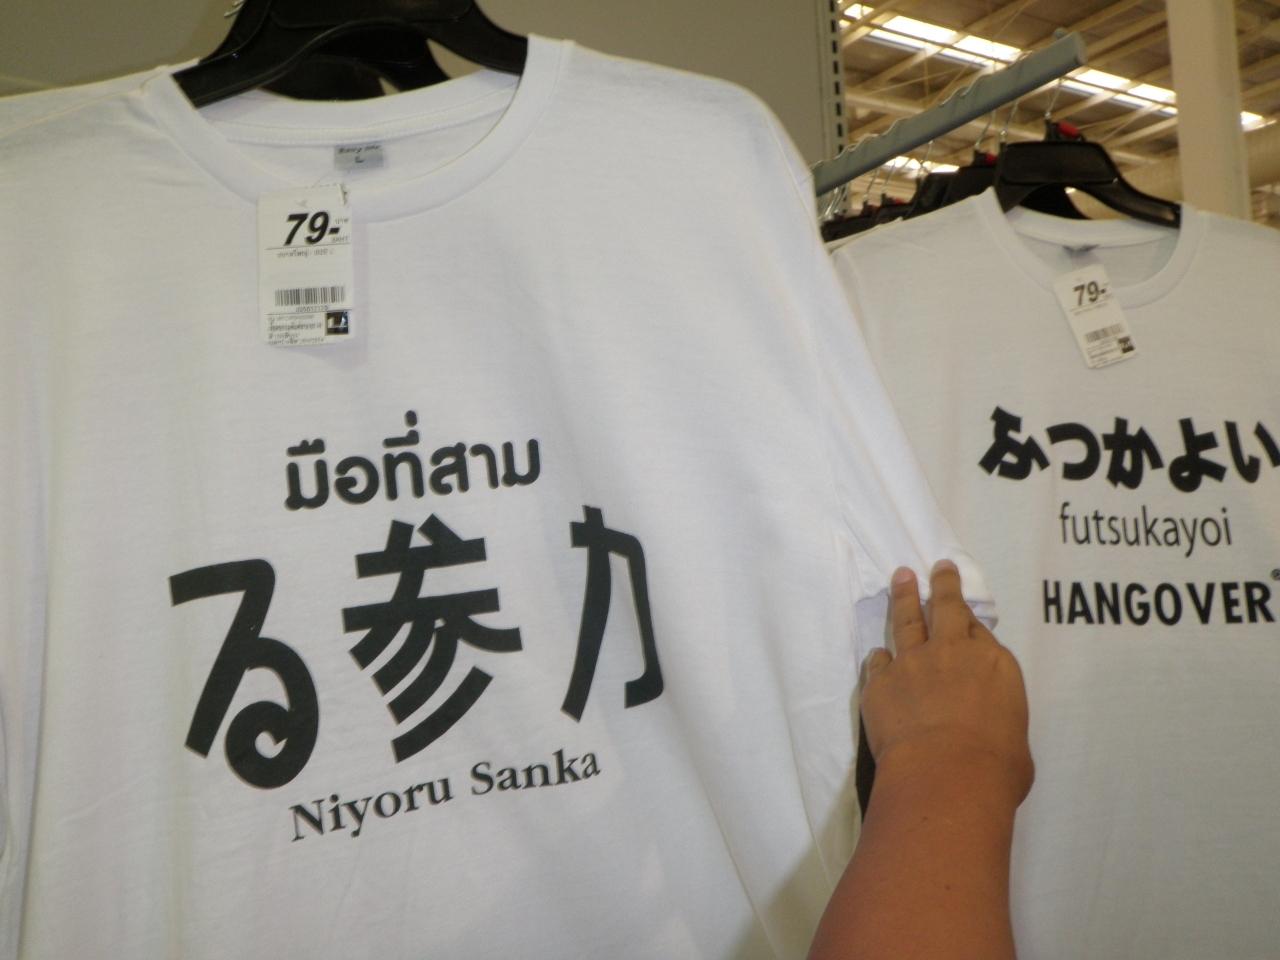 L
79-
มือที่สาม
る参カ
Niyoru Sanka
79-
ふつかよい
futsukayoi
HANGOVER®